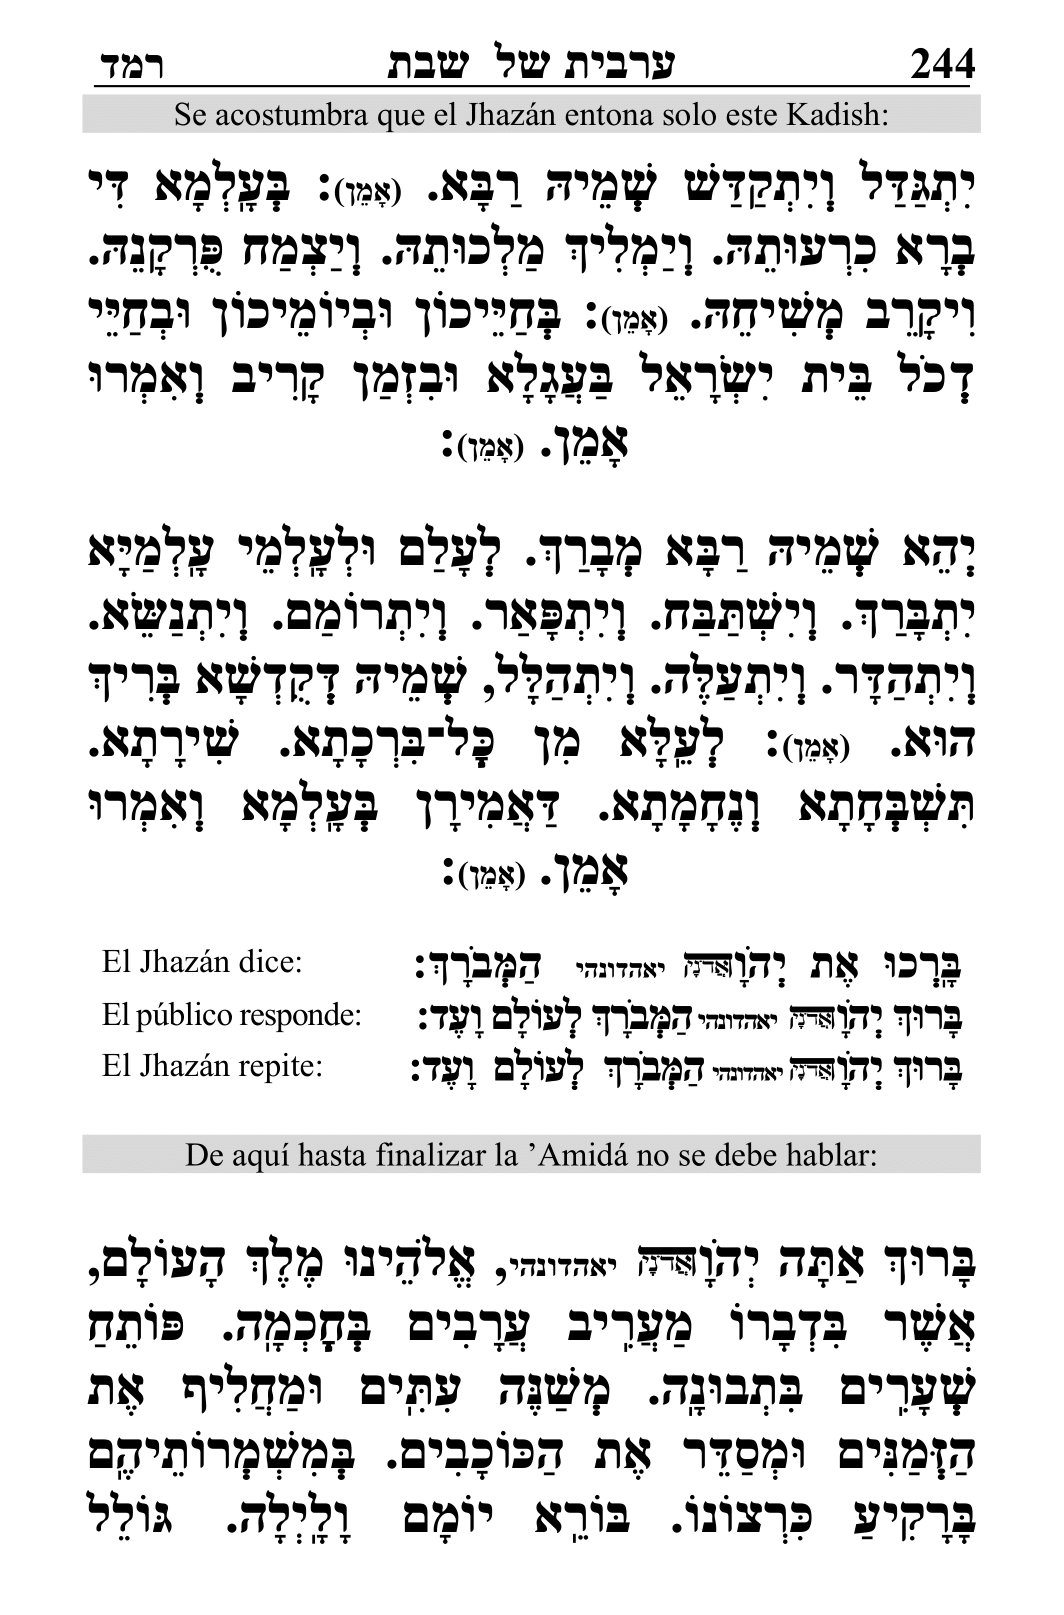 244 ערבית של שבת רמד
Se acostumbra que el Jhazán entona solo este Kadish:
יִתְגַּדַּל וְיִתְקַדַּשׁ שְׁמֵיהּ רַבָּא. (אָמֵן): בְּעָלְמָא דִּי
בְרָא כִרְעוּתֵהּ. וְיַמְלִיךְ מַלְכוּתֵהּ. וְיַצְמַח פֻּרְקָנֵהּ.
וִיקָרֵב מְשִׁיחֵהּ. (אָמֵן): בְּחַיֵּיכוֹן וּבְיוֹמֵיכוֹן וּבְחַיֵּי
דְכֹל בֵּית יִשְׂרָאֵל בַּעֲגָלָא וּבִזְמַן קָרִיב וְאִמְרוּ
אָמֵן. (אָמֵן):
יְהֵא שְׁמֵיהּ רַבָּא מְבָרַךְ. לְעָלַם וּלְעָלְמֵי עָלְמַיָּא
יִתְבָּרַךְ. וְיִשְׁתַּבַּח. וְיִתְפָּאַר. וְיִתְרוֹמַם. וְיִתְנַשֵּׂא.
וְיִתְהַדָּר. וְיִתְעַלֶּה. וְיִתְהַלָּל, שְׁמֵיהּ דְּקֻדְשָׁא בְּרִיךְ
הוּא. (אָמֵן): לְעֵלָּא מִן כָּל־בִּרְכָתָא. שִׁירָתָא.
תִּשְׁבְּחָתָא וְנֶחָמָתָא. דַּאֲמִירָן בְּעָלְמָא וְאִמְרוּ
אָמֵן. (אָמֵן):
El Jhazán dice: בָּרְכוּ אֶת יְהֹוָאֲדֹנָי יאהדונהי הַמְּבֹרָךְ:
El público responde: בָּרוּךְ יְהֹוָאֲדֹנָי יאהדונהי הַמְּבֹרָךְ לְעוֹלָם וָעֶד:
El Jhazán repite: בָּרוּךְ יְהֹוָאֲדֹנָי יאהדונהי הַמְּבֹרָךְ לְעוֹלָם וָעֶד:
De aquí hasta finalizar la ’Amidá no se debe hablar:
בָּרוּךְ אַתָּה יְהֹוָאֲדֹנָי יאהדונהי, אֱלֹהֵינוּ מֶלֶךְ הָעוֹלָם,
אֲשֶׁר בִּדְבָרוֹ מַעֲרִיב עֲרָבִים בְּחָכְמָה. פּוֹתֵחַ
שְׁעָרִים בִּתְבוּנָה. מְשַׁנֶּה עִתִּים וּמַחֲלִיף אֶת
הַזְּמַנִּים וּמְסַדֵּר אֶת הַכּוֹכָבִים. בְּמִשְׁמְרוֹתֵיהֶם
בָּרָקִיעַ כִּרְצוֹנוֹ. בּוֹרֵא יוֹמָם וָלָיְלָה. גּוֹלֵל